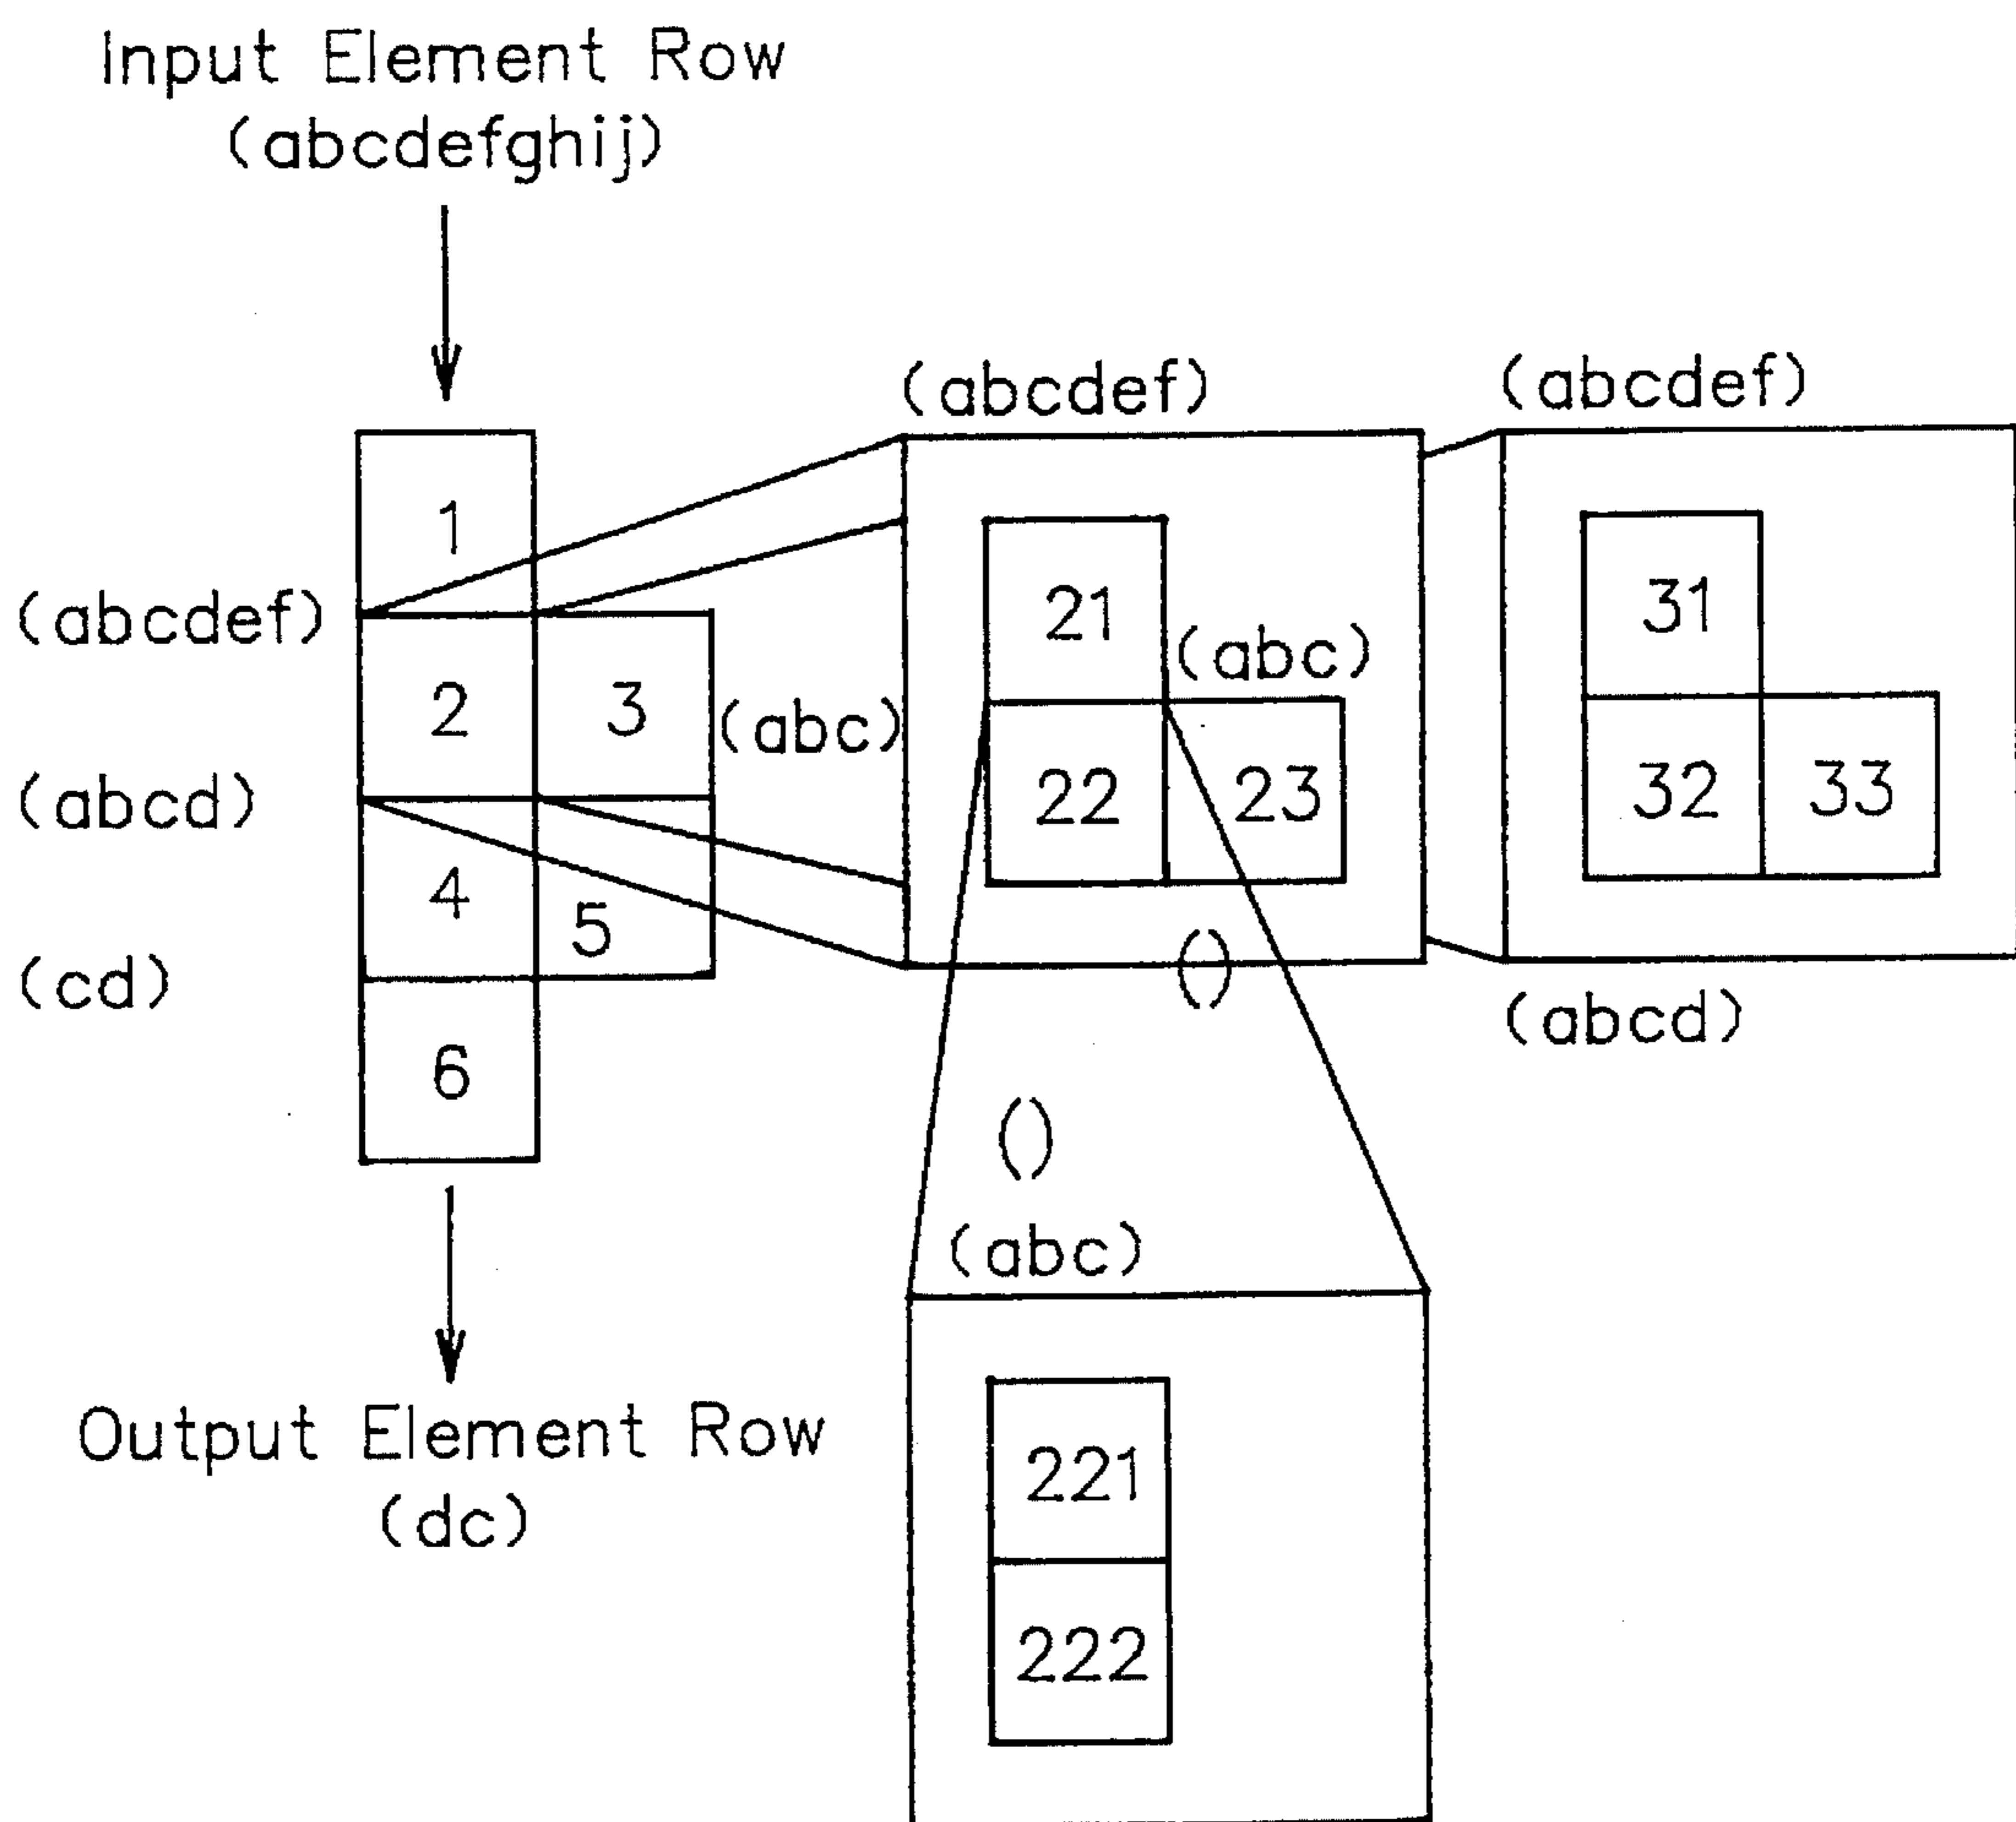 Input Element Row
(abcdefghij)
(abcdef)
(abcdef)
1
21
31
(abcdef)
(abc)
2
3
(abc)
22
23
32
33
(abcd)
4
5
(cd)
()
(abcd)
6
()
(abc)
Output Element Row
(dc)
221
222